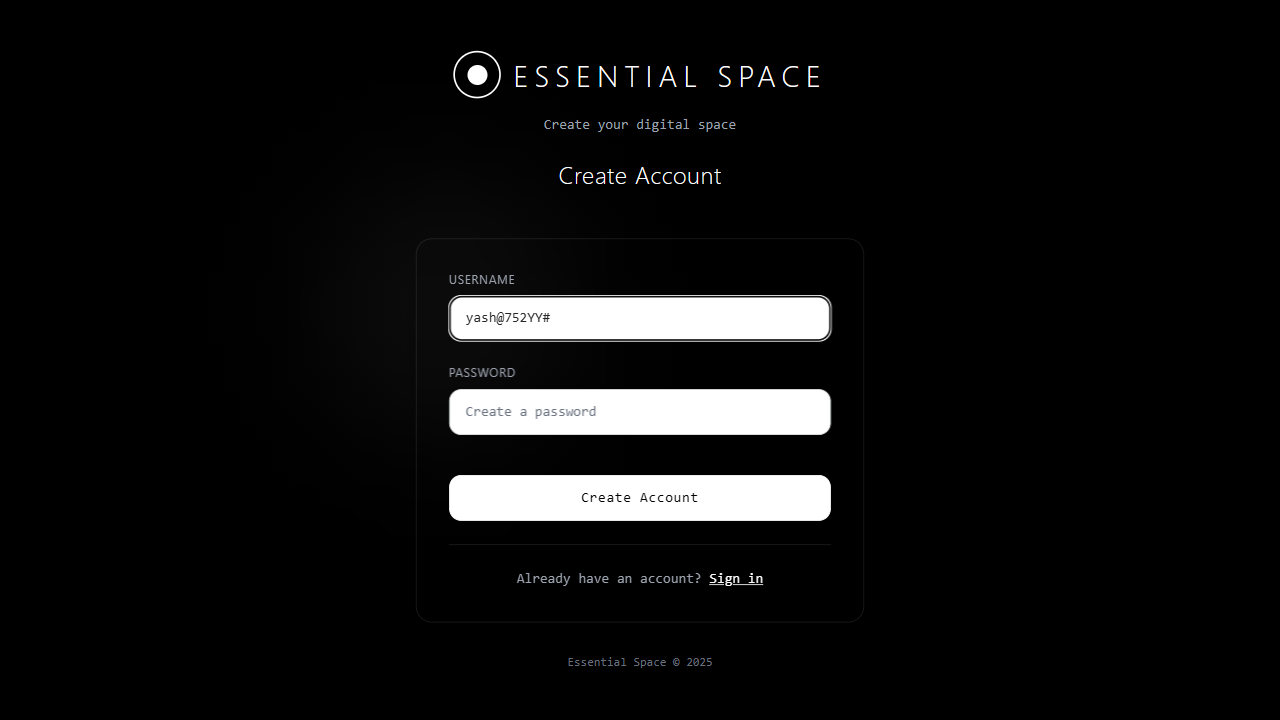 ESSENTIAL SPACE
Create your digital space
Create Account
USERNAME
yash@752YY#
PASSWORD
Create a password
Create Account
Already have an account? Sign in
Essential Space © 2025